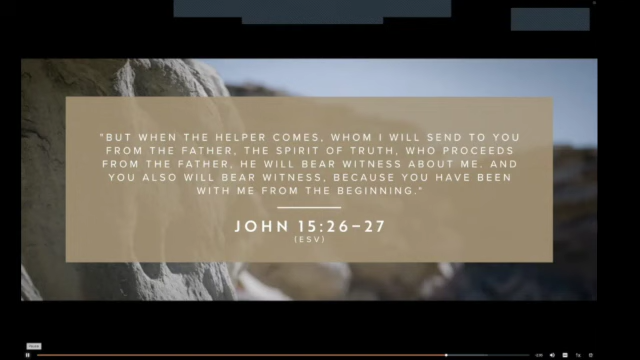 "BUT WHEN THE HELPER COMES, WHOM I WILL SEND TO YOU
FROM THE FATHER, THE SPIRIT OF TRUTH, WHO PROCEEDS
FROM THE FATHER, HE WILL BEAR WITNESS ABOUT ME. AND
YOU ALSO WILL BEAR WITNESS, BECAUSE YOU HAVE BEEN
WITH ME FROM THE BEGINNING."
JOHN 15:26–27
(ESV)